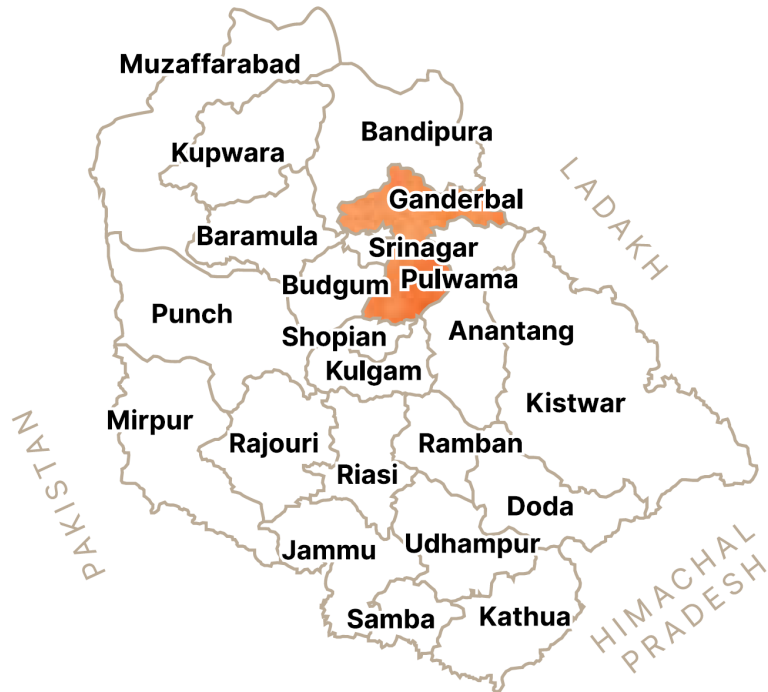 Muzaffarabad
Bandipura
Kupwara
LADAKH
Ganderbal
Baramula
Srinagar
Budgum
Pulwama
Punch
Shopian
Anantang
Kulgam
Kistwar
Mirpur
PAKISTAN
Rajouri
Ramban
Riasi
Doda
Jammu
Udhampur
HIMACHAL
PRADESH
Samba
Kathua